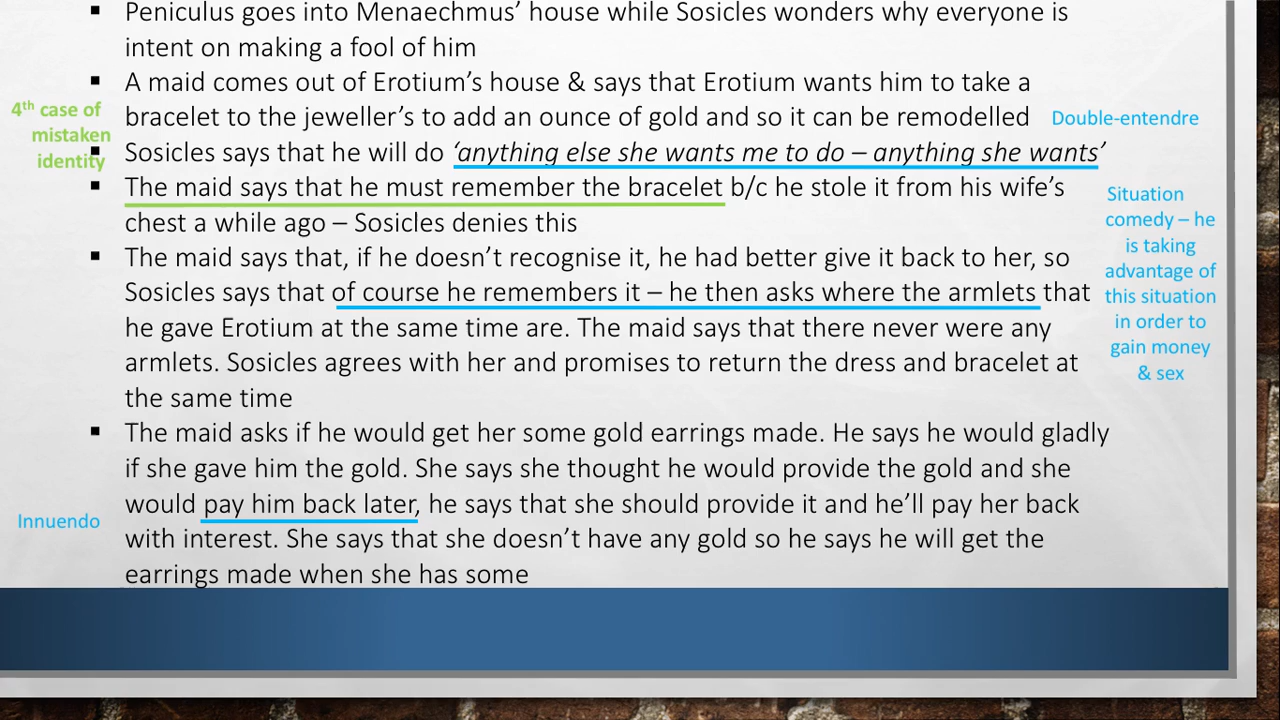 ▪ Peniculus goes into Menaechmus’ house while Sosicles wonders why everyone is
intent on making a fool of him
▪ A maid comes out of Erotium’s house & says that Erotium wants him to take a
bracelet to the jeweller’s to add an ounce of gold and so it can be remodelled
▪ Sosicles says that he will do ‘anything else she wants me to do – anything she wants’
▪ The maid says that he must remember the bracelet b/c he stole it from his wife’s
chest a while ago – Sosicles denies this
▪ The maid says that, if he doesn’t recognise it, he had better give it back to her, so
Sosicles says that of course he remembers it – he then asks where the armlets that
he gave Erotium at the same time are. The maid says that there never were any
armlets. Sosicles agrees with her and promises to return the dress and bracelet at
the same time
▪ The maid asks if he would get her some gold earrings made. He says he would gladly
if she gave him the gold. She says she thought he would provide the gold and she
would pay him back later, he says that she should provide it and he’ll pay her back
with interest. She says that she doesn’t have any gold so he says he will get the
earrings made when she has some
4th case of
mistaken
identity
Double-entendre
Situation
comedy – he
is taking
advantage of
this situation
in order to
gain money
& sex
Innuendo